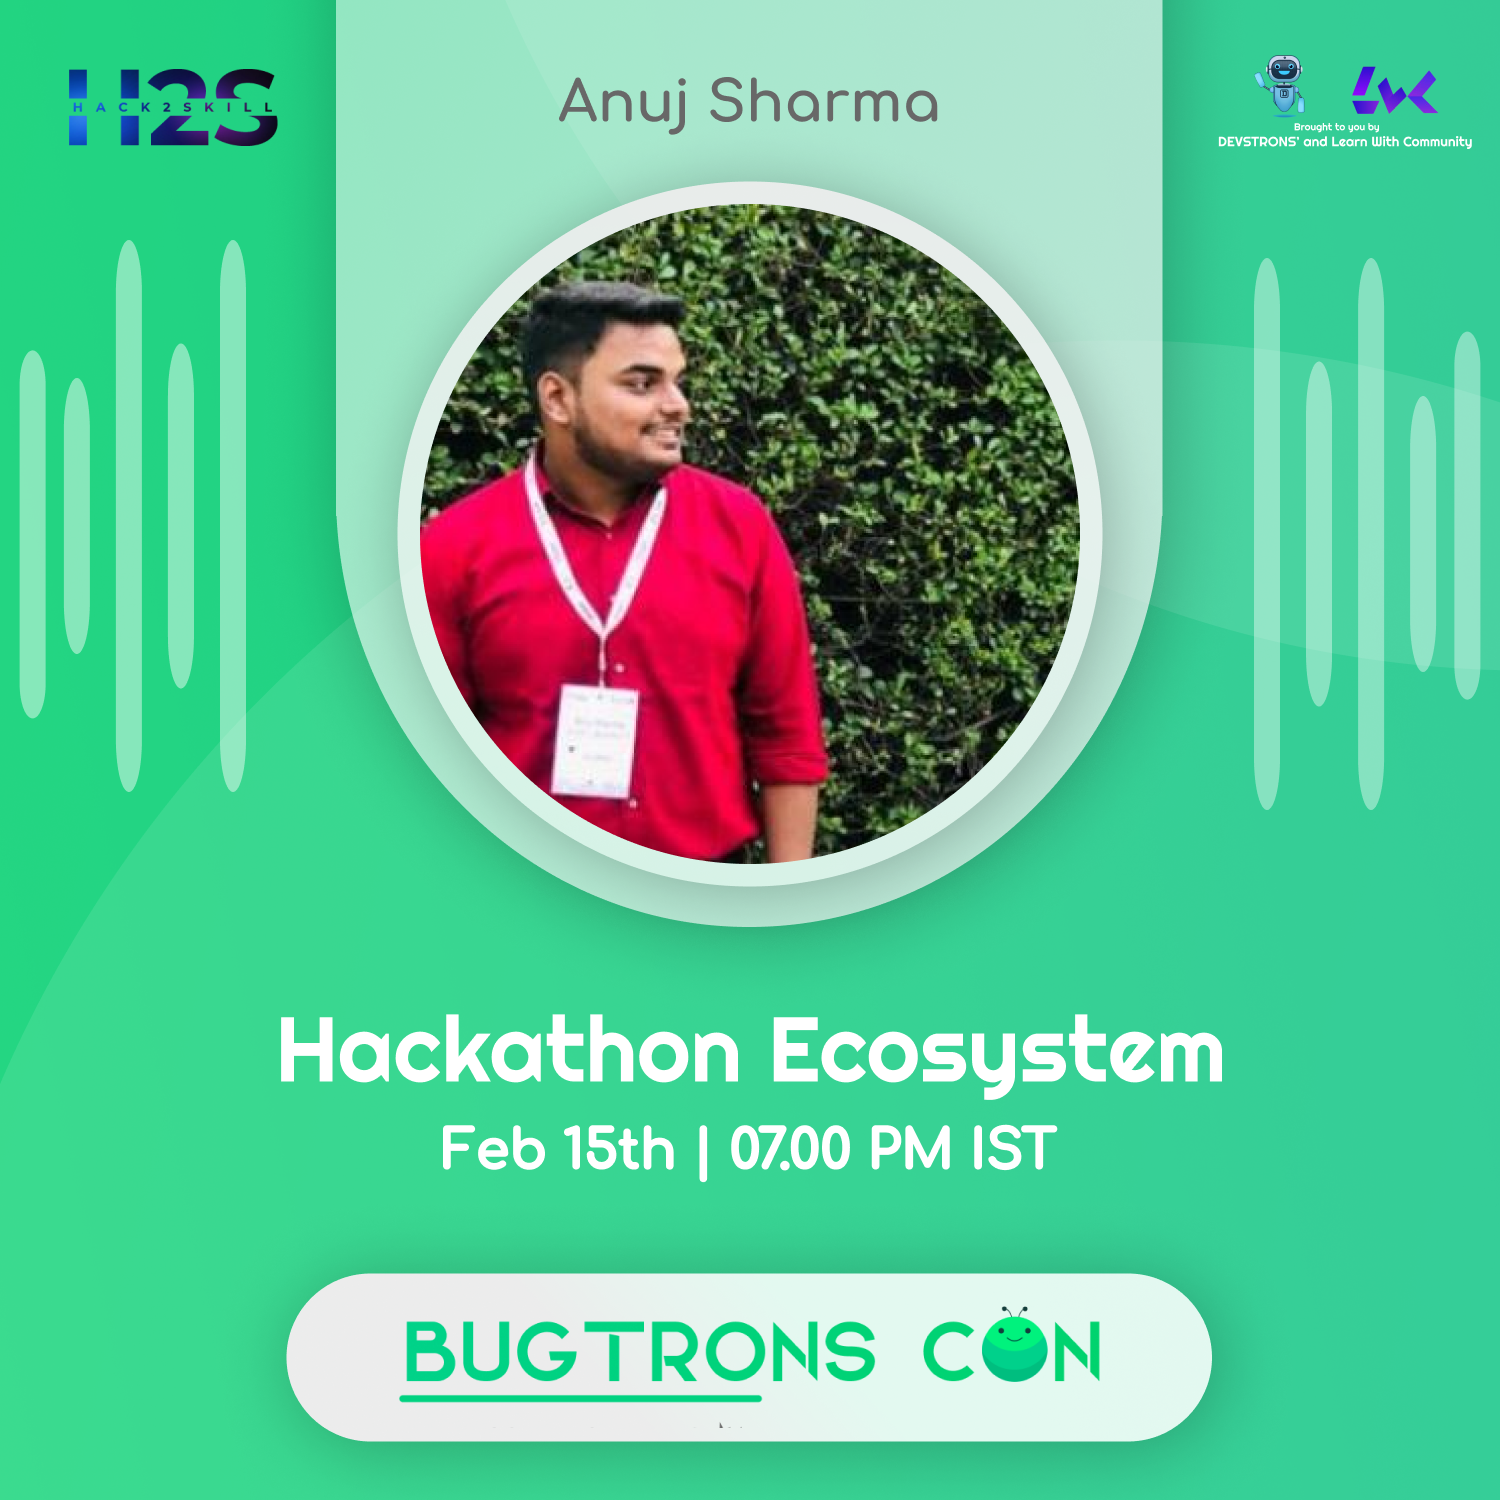 H2S
HACK2SKILL
Anuj Sharma
Brought to you by
DEVSTRONS' and Learn With Community
Hackathon Ecosystem
Feb 15th | 07.00 PM IST
BUGTRONS CON